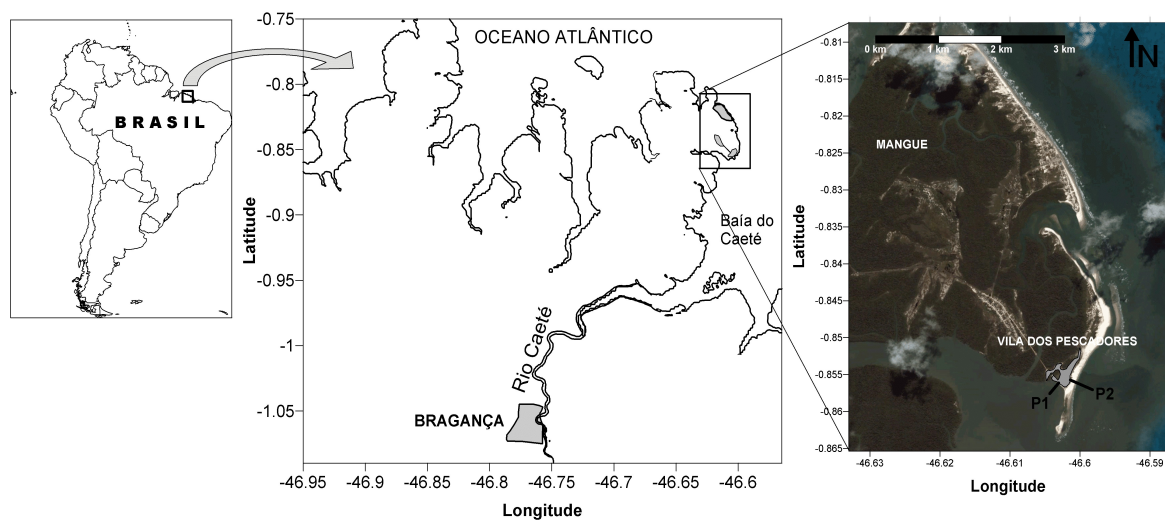 BRASIL
OCEANO ATLÂNTICO
-0.75
-0.8
-0.85
-0.9
-0.95
-1
-1.05
Latitude
Baía do
Caeté
Rio Caeté
BRAGANÇA
-46.95
-46.9
-46.85
-46.8
-46.75
-46.7
-46.65
-46.6
Longitude
0 km
1 km
2 km
3 km
N
-0.81
-0.815
-0.82
-0.825
-0.83
-0.835
-0.84
-0.845
-0.85
-0.855
-0.86
-0.865
Latitude
MANGUE
VILA DOS PESCADORES
P1
P2
-46.63
-46.62
-46.61
-46.6
-46.59
Longitude